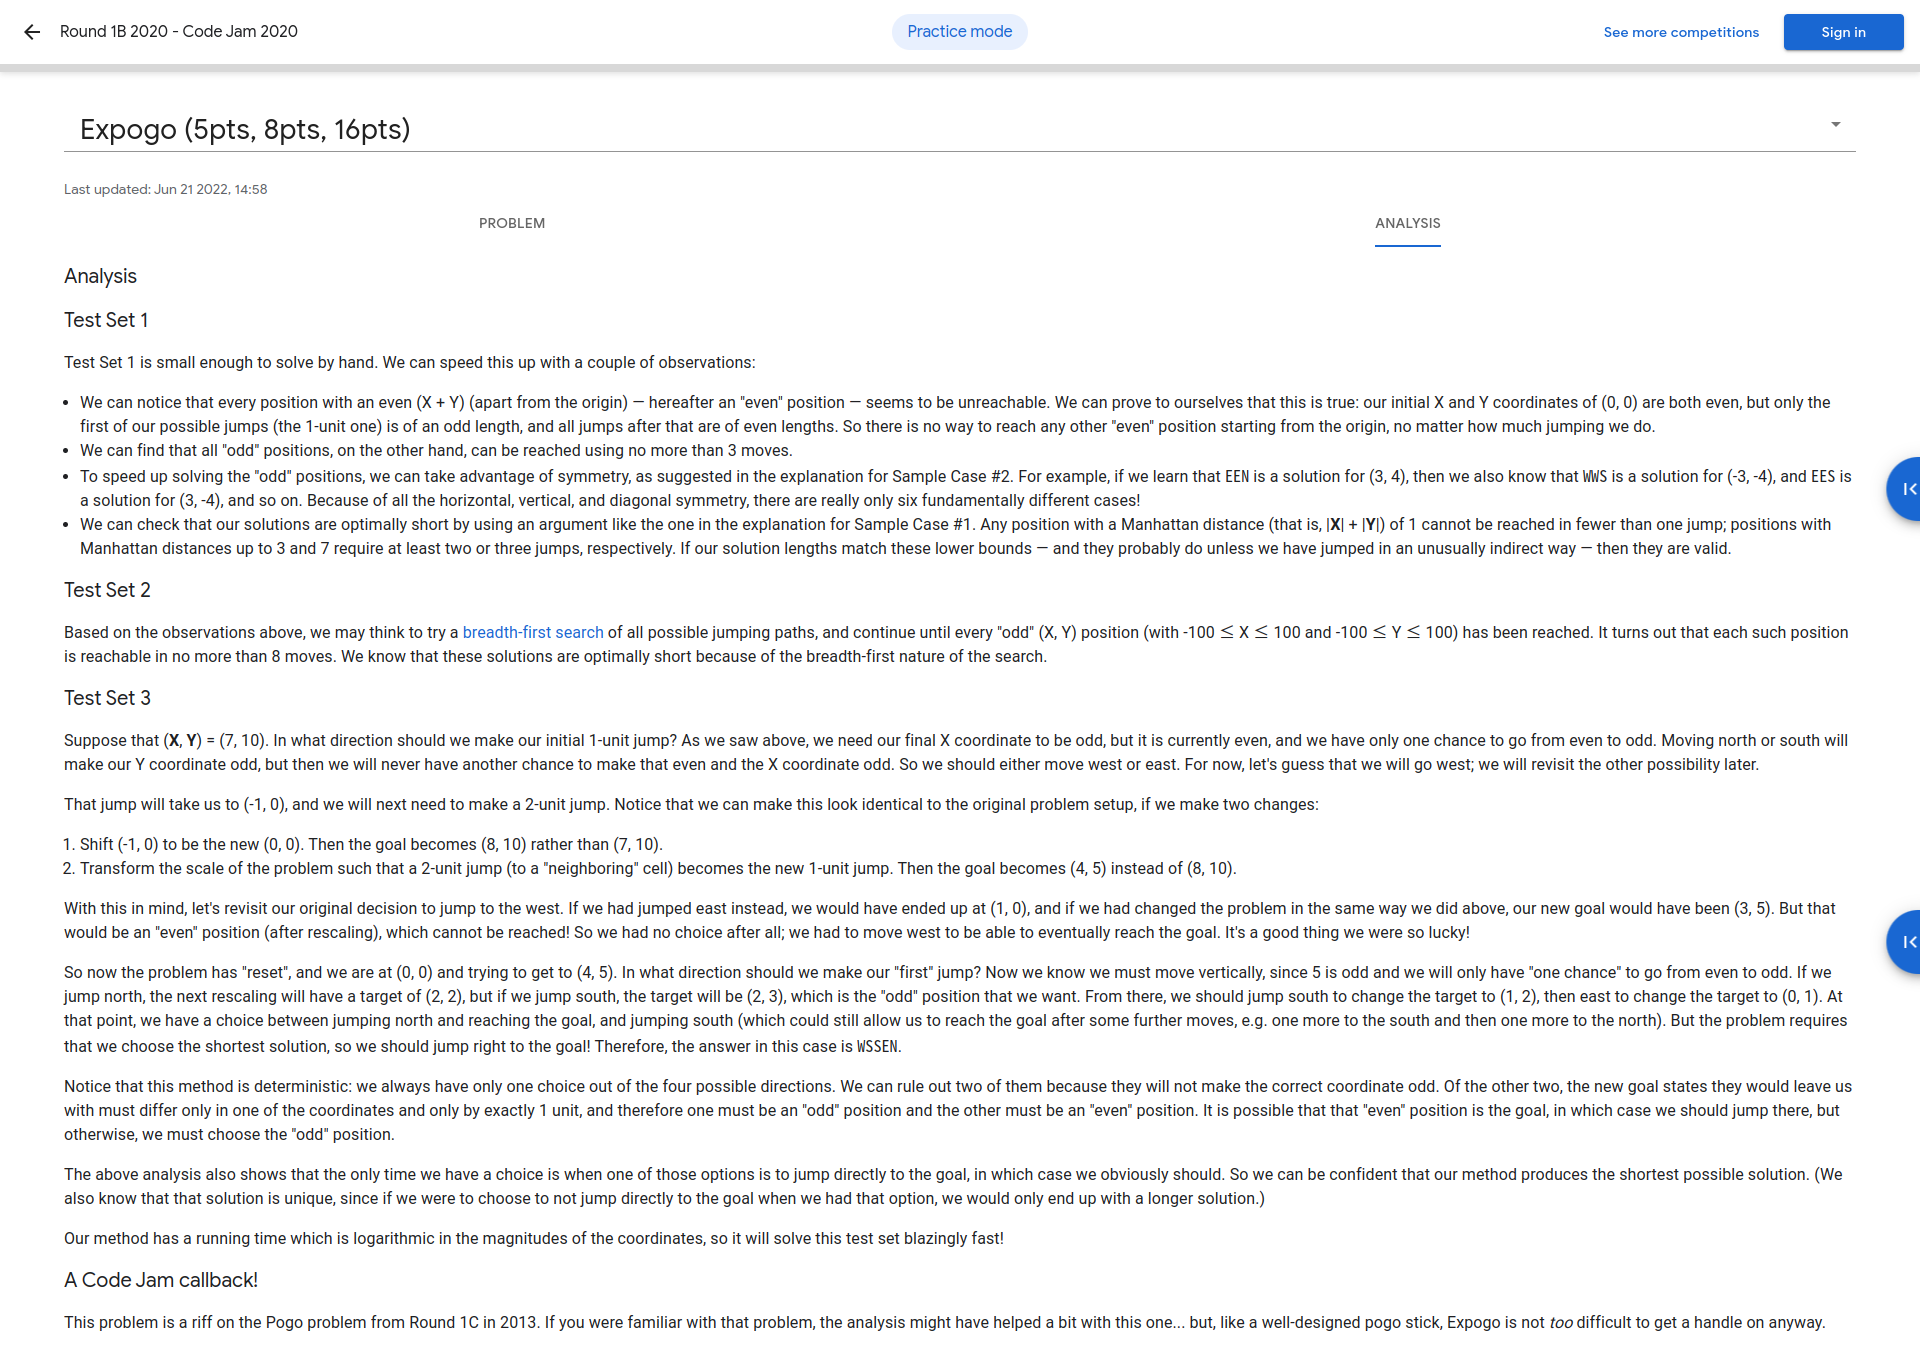 Round 1B 2020 - Code Jam 2020
Practice mode
See more competitions
Sign in
Expogo (5pts, 8pts, 16pts)
Last updated: Jun 21 2022, 14:58
PROBLEM
ANALYSIS
Analysis
Test Set 1
Test Set 1 is small enough to solve by hand. We can speed this up with a couple of observations:
• We can notice that every position with an even (X + Y) (apart from the origin) — hereafter an "even" position — seems to be unreachable. We can prove to ourselves that this is true: our initial X and Y coordinates of (0, 0) are both even, but only the
first of our possible jumps (the 1-unit one) is of an odd length, and all jumps after that are of even lengths. So there is no way to reach any other "even" position starting from the origin, no matter how much jumping we do.
• We can find that all "odd" positions, on the other hand, can be reached using no more than 3 moves.
• To speed up solving the "odd" positions, we can take advantage of symmetry, as suggested in the explanation for Sample Case #2. For example, if we learn that EEN is a solution for (3, 4), then we also know that WWS is a solution for (-3, -4), and EES is
a solution for (3, -4), and so on. Because of all the horizontal, vertical, and diagonal symmetry, there are really only six fundamentally different cases!
• We can check that our solutions are optimally short by using an argument like the one in the explanation for Sample Case #1. Any position with a Manhattan distance (that is, |X| + |Y|) of 1 cannot be reached in fewer than one jump; positions with
Manhattan distances up to 3 and 7 require at least two or three jumps, respectively. If our solution lengths match these lower bounds — and they probably do unless we have jumped in an unusually indirect way — then they are valid.
Test Set 2
Based on the observations above, we may think to try a breadth-first search of all possible jumping paths, and continue until every "odd" (X, Y) position (with -100 ≤ X ≤ 100 and -100 ≤ Y ≤ 100) has been reached. It turns out that each such position
is reachable in no more than 8 moves. We know that these solutions are optimally short because of the breadth-first nature of the search.
Test Set 3
Suppose that (X, Y) = (7, 10). In what direction should we make our initial 1-unit jump? As we saw above, we need our final X coordinate to be odd, but it is currently even, and we have only one chance to go from even to odd. Moving north or south will
make our Y coordinate odd, but then we will never have another chance to make that even and the X coordinate odd. So we should either move west or east. For now, let's guess that we will go west; we will revisit the other possibility later.
That jump will take us to (-1, 0), and we will next need to make a 2-unit jump. Notice that we can make this look identical to the original problem setup, if we make two changes:
1. Shift (-1, 0) to be the new (0, 0). Then the goal becomes (8, 10) rather than (7, 10).
2. Transform the scale of the problem such that a 2-unit jump (to a "neighboring" cell) becomes the new 1-unit jump. Then the goal becomes (4, 5) instead of (8, 10).
With this in mind, let's revisit our original decision to jump to the west. If we had jumped east instead, we would have ended up at (1, 0), and if we had changed the problem in the same way we did above, our new goal would have been (3, 5). But that
would be an "even" position (after rescaling), which cannot be reached! So we had no choice after all; we had to move west to be able to eventually reach the goal. It's a good thing we were so lucky!
So now the problem has "reset", and we are at (0, 0) and trying to get to (4, 5). In what direction should we make our "first" jump? Now we know we must move vertically, since 5 is odd and we will only have "one chance" to go from even to odd. If we
jump north, the next rescaling will have a target of (2, 2), but if we jump south, the target will be (2, 3), which is the "odd" position that we want. From there, we should jump south to change the target to (1, 2), then east to change the target to (0, 1). At
that point, we have a choice between jumping north and reaching the goal, and jumping south (which could still allow us to reach the goal after some further moves, e.g. one more to the south and then one more to the north). But the problem requires
that we choose the shortest solution, so we should jump right to the goal! Therefore, the answer in this case is WSSEN.
Notice that this method is deterministic: we always have only one choice out of the four possible directions. We can rule out two of them because they will not make the correct coordinate odd. Of the other two, the new goal states they would leave us
with must differ only in one of the coordinates and only by exactly 1 unit, and therefore one must be an "odd" position and the other must be an "even" position. It is possible that that "even" position is the goal, in which case we should jump there, but
otherwise, we must choose the "odd" position.
The above analysis also shows that the only time we have a choice is when one of those options is to jump directly to the goal, in which case we obviously should. So we can be confident that our method produces the shortest possible solution. (We
also know that that solution is unique, since if we were to choose to not jump directly to the goal when we had that option, we would only end up with a longer solution.)
Our method has a running time which is logarithmic in the magnitudes of the coordinates, so it will solve this test set blazingly fast!
A Code Jam callback!
This problem is a riff on the Pogo problem from Round 1C in 2013. If you were familiar with that problem, the analysis might have helped a bit with this one... but, like a well-designed pogo stick, Expogo is not too difficult to get a handle on anyway.